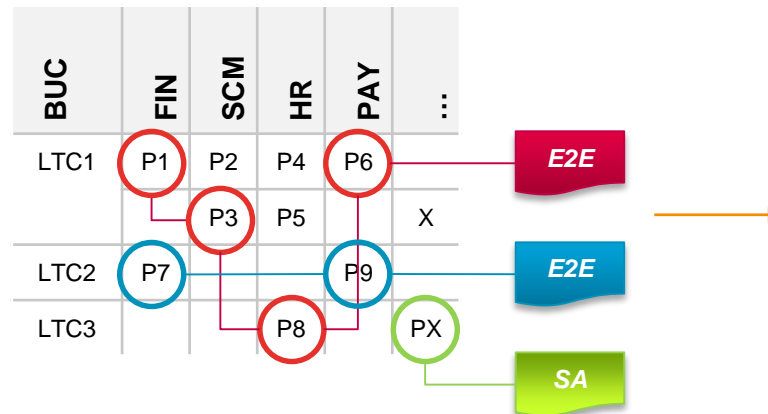 BUC FIN SCM HR PAY ...
LTC1 P1 P2 P4 P6 E2E
P3 P5 X
LTC2 P7 P9 E2E
LTC3 P8 PX
SA